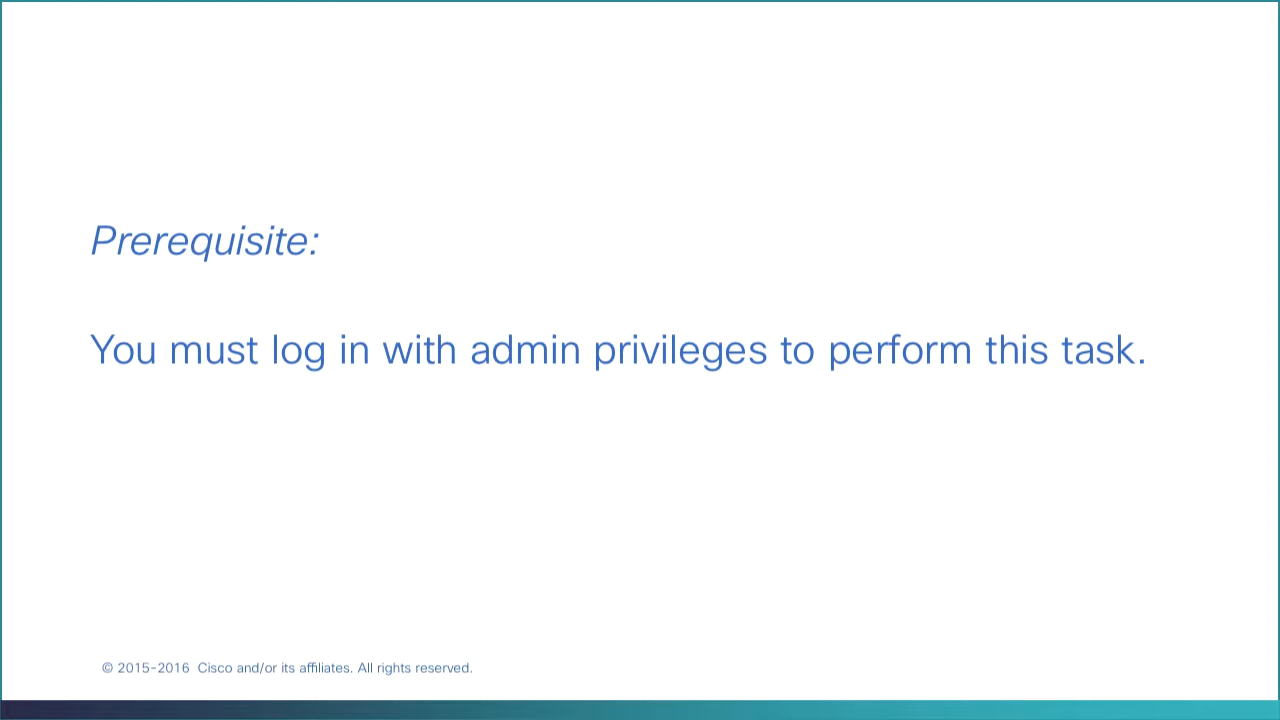 Prerequisite:
You must log in with admin privileges to perform this task.
© 2015-2016 Cisco and/or its affiliates. All rights reserved.